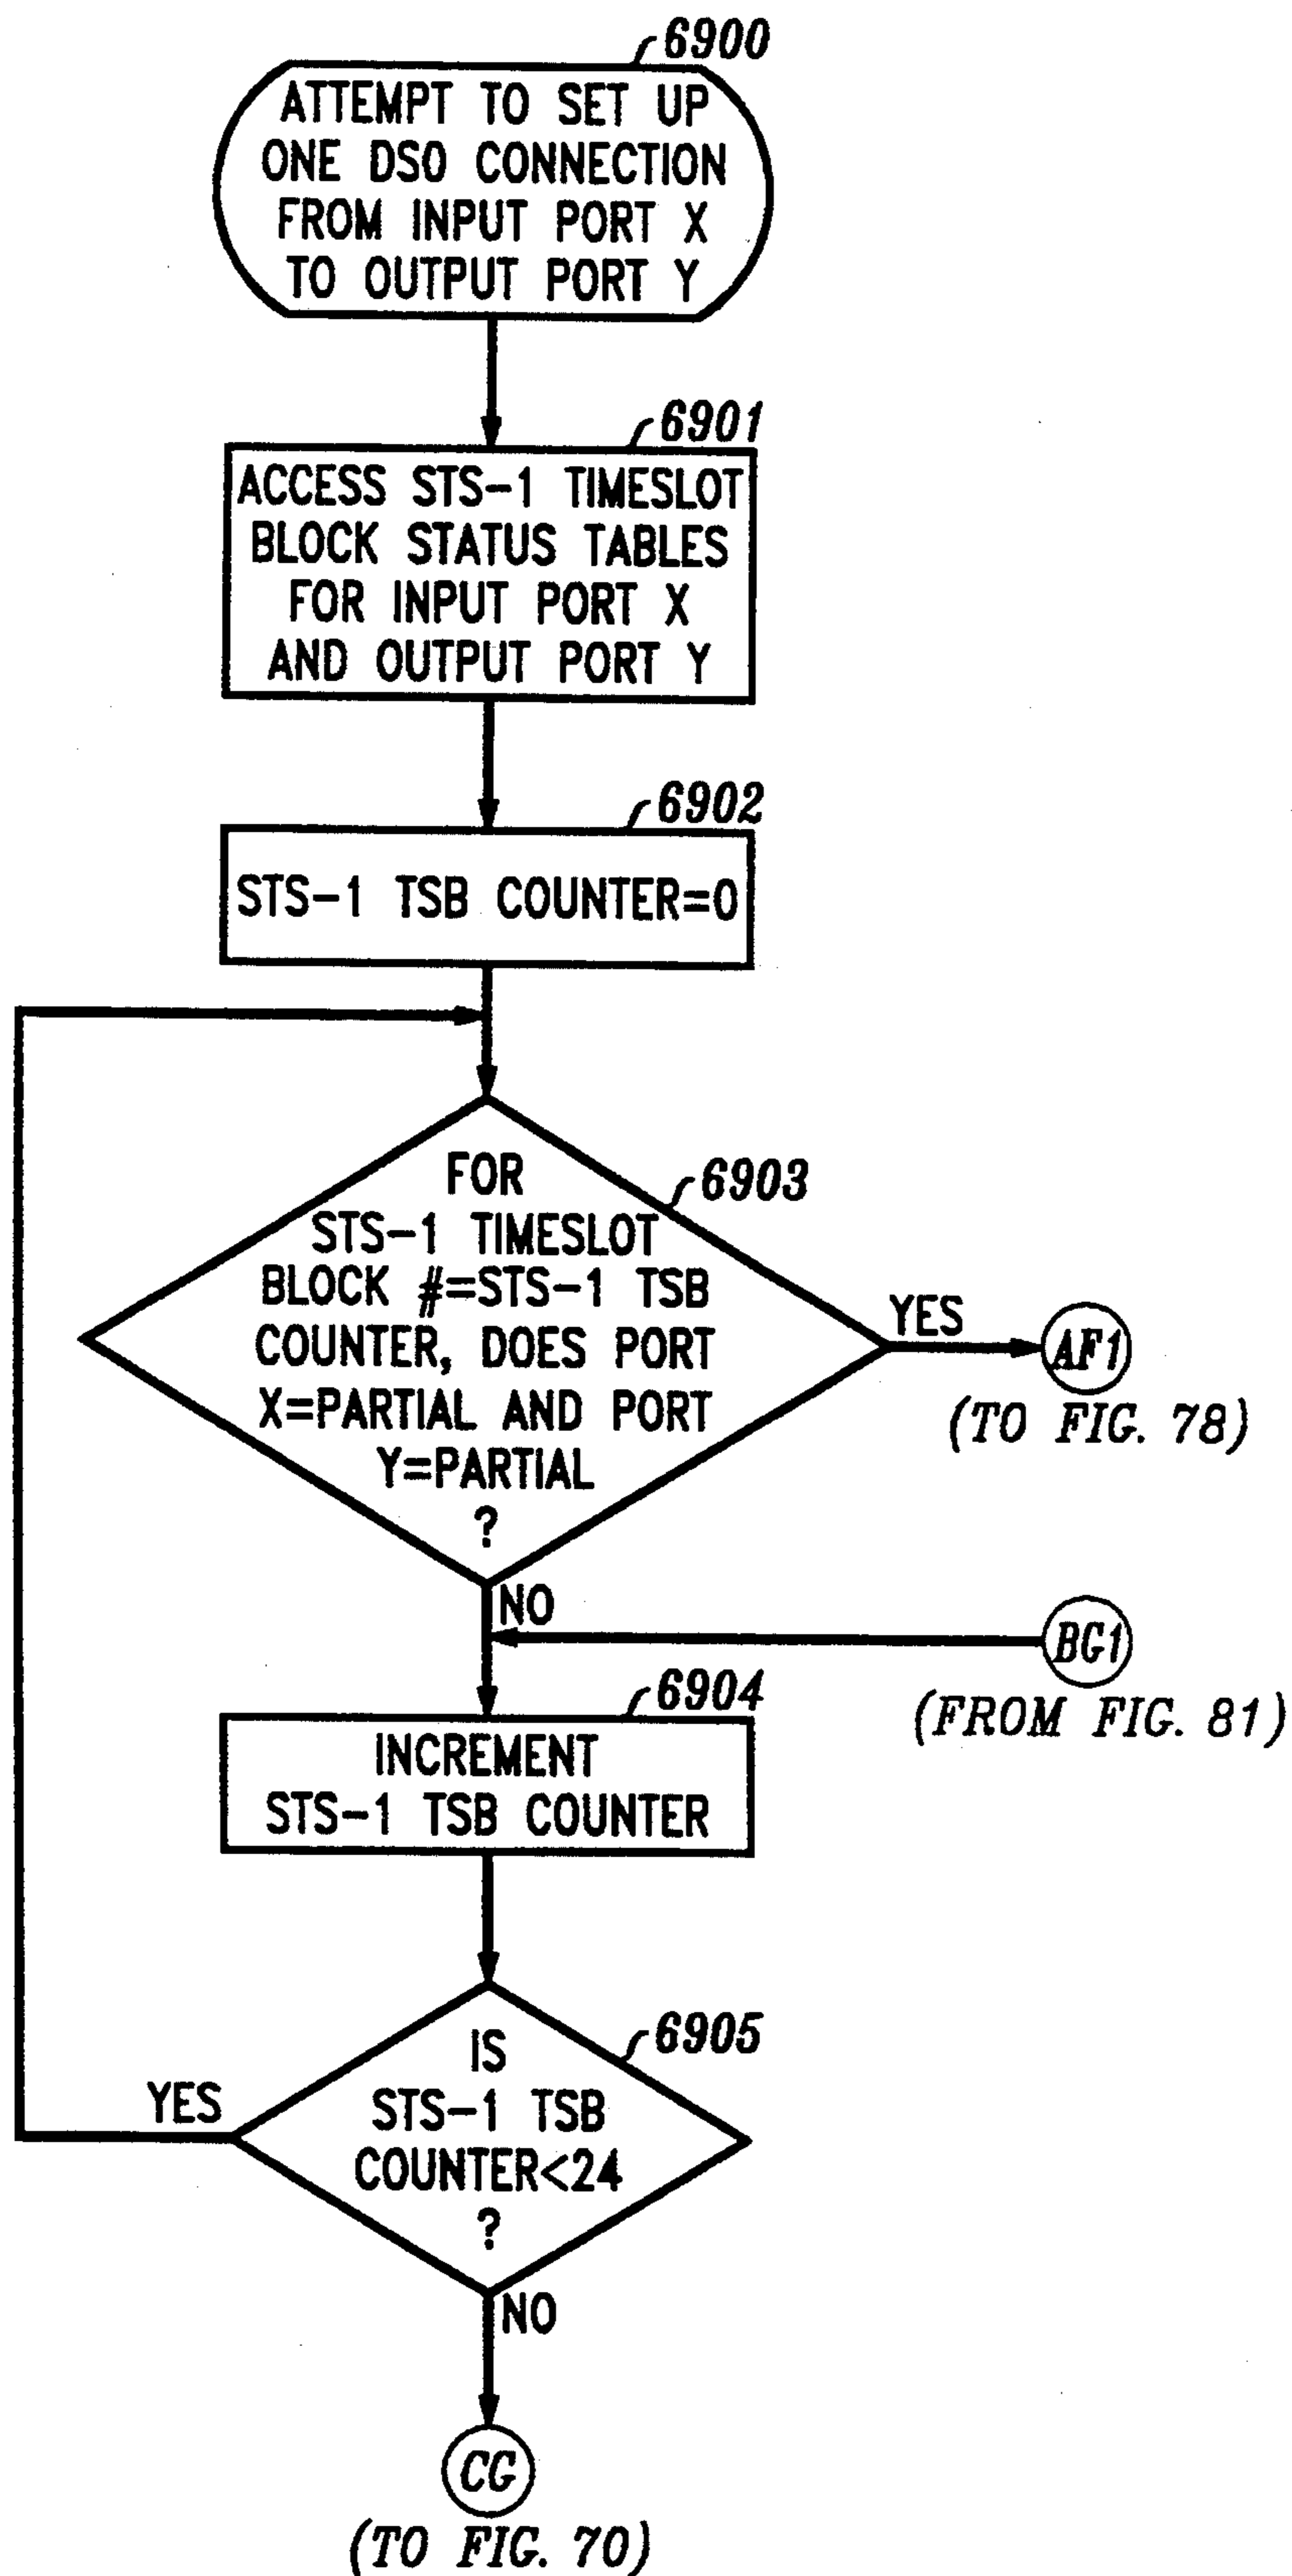 6900
ATTEMPT TO SET UP
ONE DS0 CONNECTION
FROM INPUT PORT X
TO OUTPUT PORT Y
6901
ACCESS STS-1 TIMESLOT
BLOCK STATUS TABLES
FOR INPUT PORT X
AND OUTPUT PORT Y
6902
STS-1 TSB COUNTER=0
6903
FOR
STS-1 TIMESLOT
BLOCK #=STS-1 TSB
COUNTER, DOES PORT
X=PARTIAL AND PORT
Y=PARTIAL
?
YES
AF1
(TO FIG. 78)
NO
BG1
(FROM FIG. 81)
6904
INCREMENT
STS-1 TSB COUNTER
6905
IS
STS-1 TSB
COUNTER<24
?
YES
NO
CG
(TO FIG. 70)